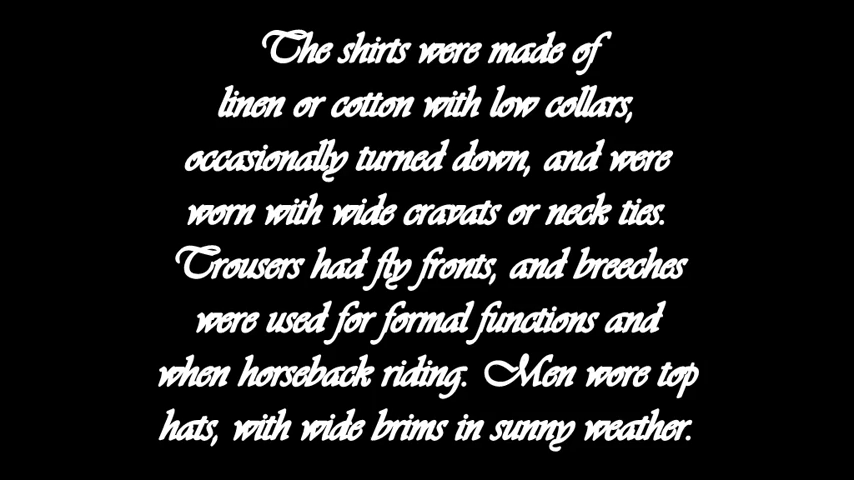 The shirts were made of
linen or cotton with low collars,
occasionally turned down, and were
worn with wide cravats or neck ties.
Trousers had fly fronts, and breeches
were used for formal functions and
when horseback riding. Men wore top
hats, with wide brims in sunny weather.